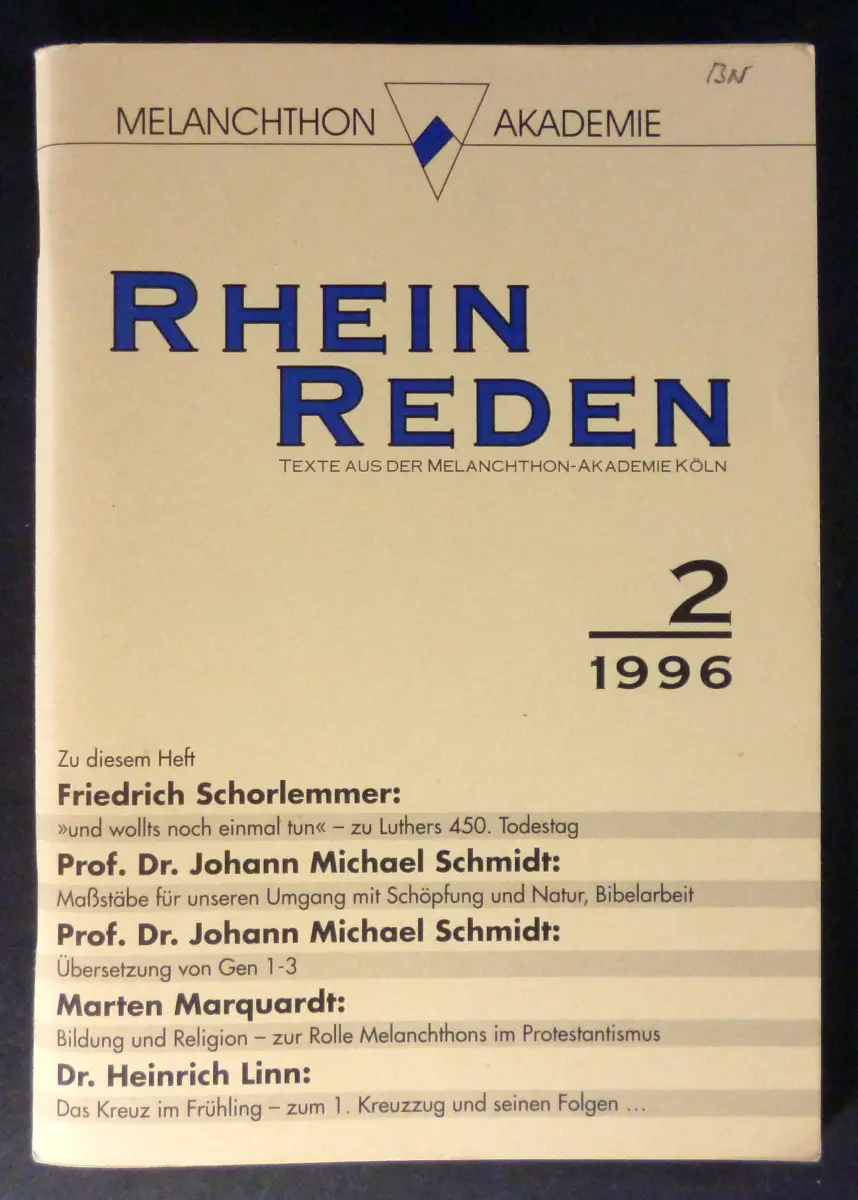 BN
MELANCHTHON AKADEMIE
RHEIN
REDEN
TEXTE AUS DER MELANCHTHON-AKADEMIE KÖLN
2
1996
Zu diesem Heft
Friedrich Schorlemmer:
»und wollts noch einmal tun« – zu Luthers 450. Todestag
Prof. Dr. Johann Michael Schmidt:
Maßstäbe für unseren Umgang mit Schöpfung und Natur, Bibelarbeit
Prof. Dr. Johann Michael Schmidt:
Übersetzung von Gen 1-3
Marten Marquardt:
Bildung und Religion – zur Rolle Melanchthons im Protestantismus
Dr. Heinrich Linn:
Das Kreuz im Frühling – zum 1. Kreuzzug und seinen Folgen ...